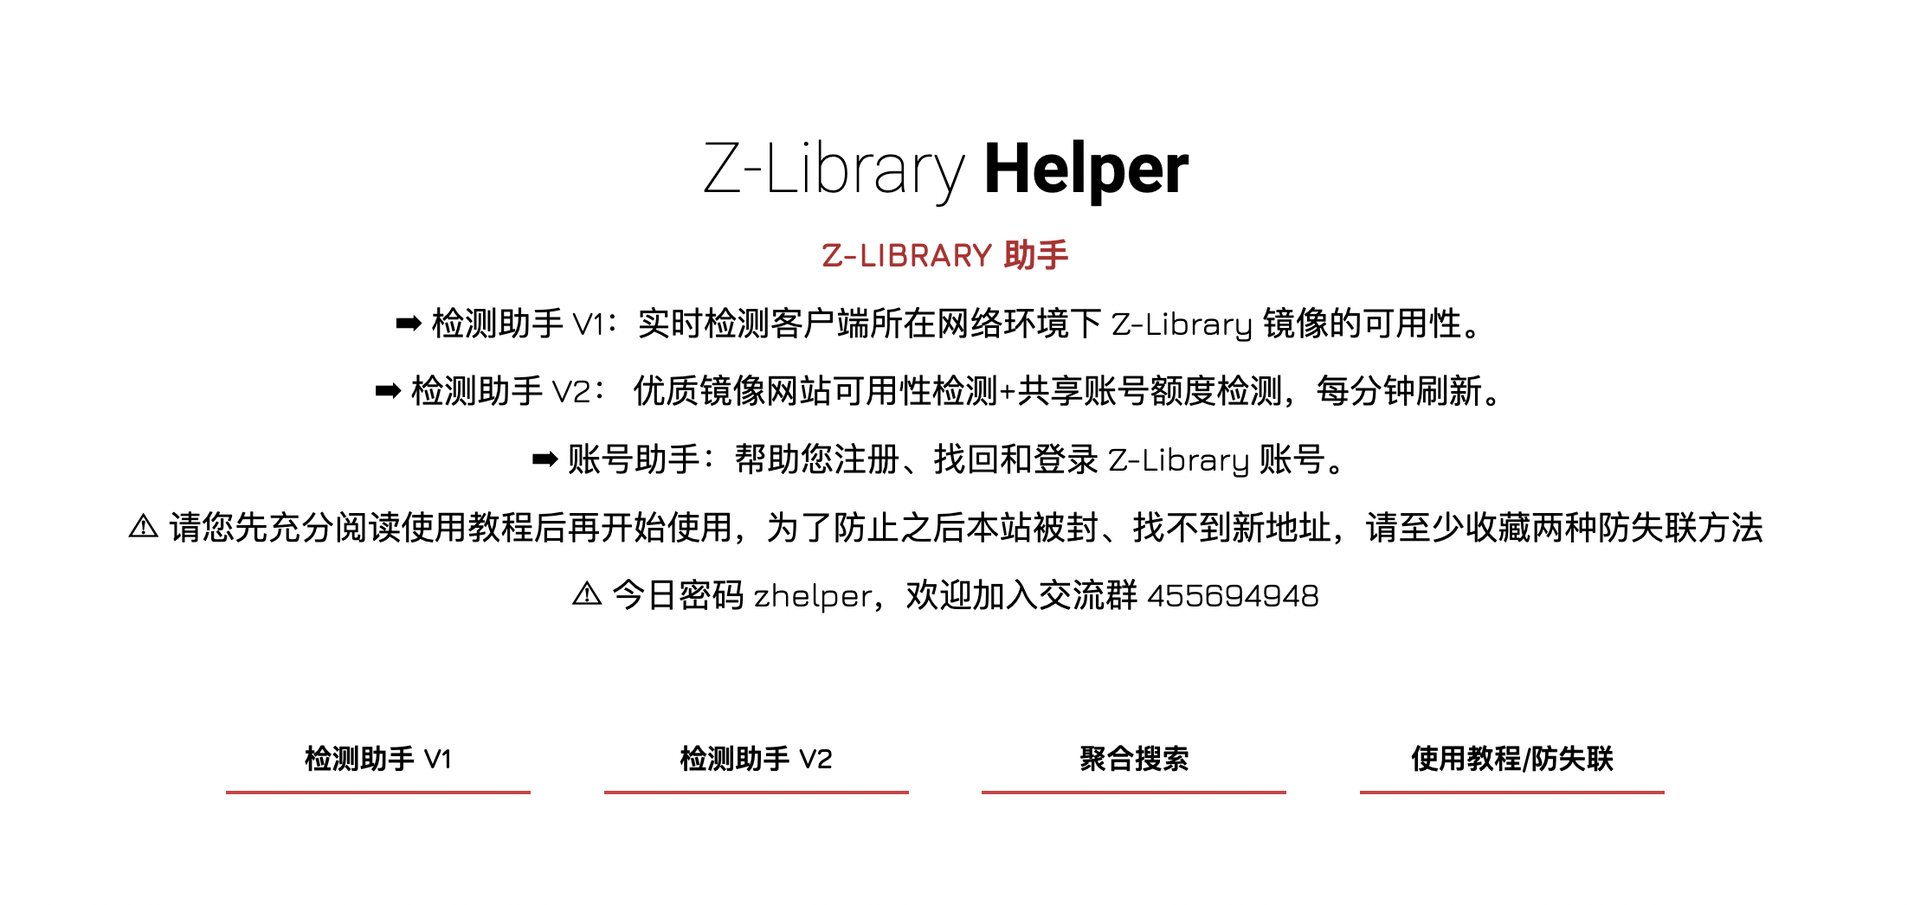 Z-Library Helper
Z-LIBRARY 助手
➡ 检测助手 V1：实时检测客户端所在网络环境下 Z-Library 镜像的可用性。
➡ 检测助手 V2： 优质镜像网站可用性检测+共享账号额度检测，每分钟刷新。
➡ 账号助手：帮助您注册、找回和登录 Z-Library 账号。
⚠ 请您先充分阅读使用教程后再开始使用，为了防止之后本站被封、找不到新地址，请至少收藏两种防失联方法
⚠ 今日密码 zhelper，欢迎加入交流群 455694948
检测助手 V1
检测助手 V2
聚合搜索
使用教程/防失联